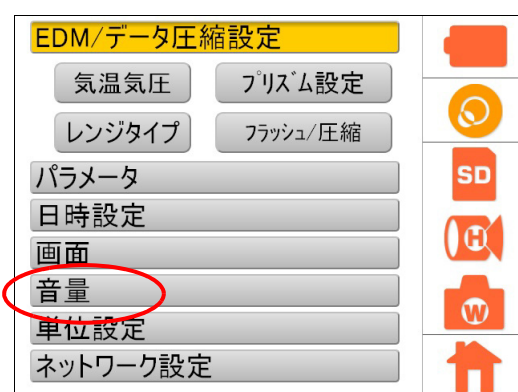 EDM/データ圧縮設定
気温気圧 プリズム設定
レンジタイプ フラッシュ/圧縮
パラメータ
SD
日時設定
画面
H
音量
W
単位設定
ネットワーク設定